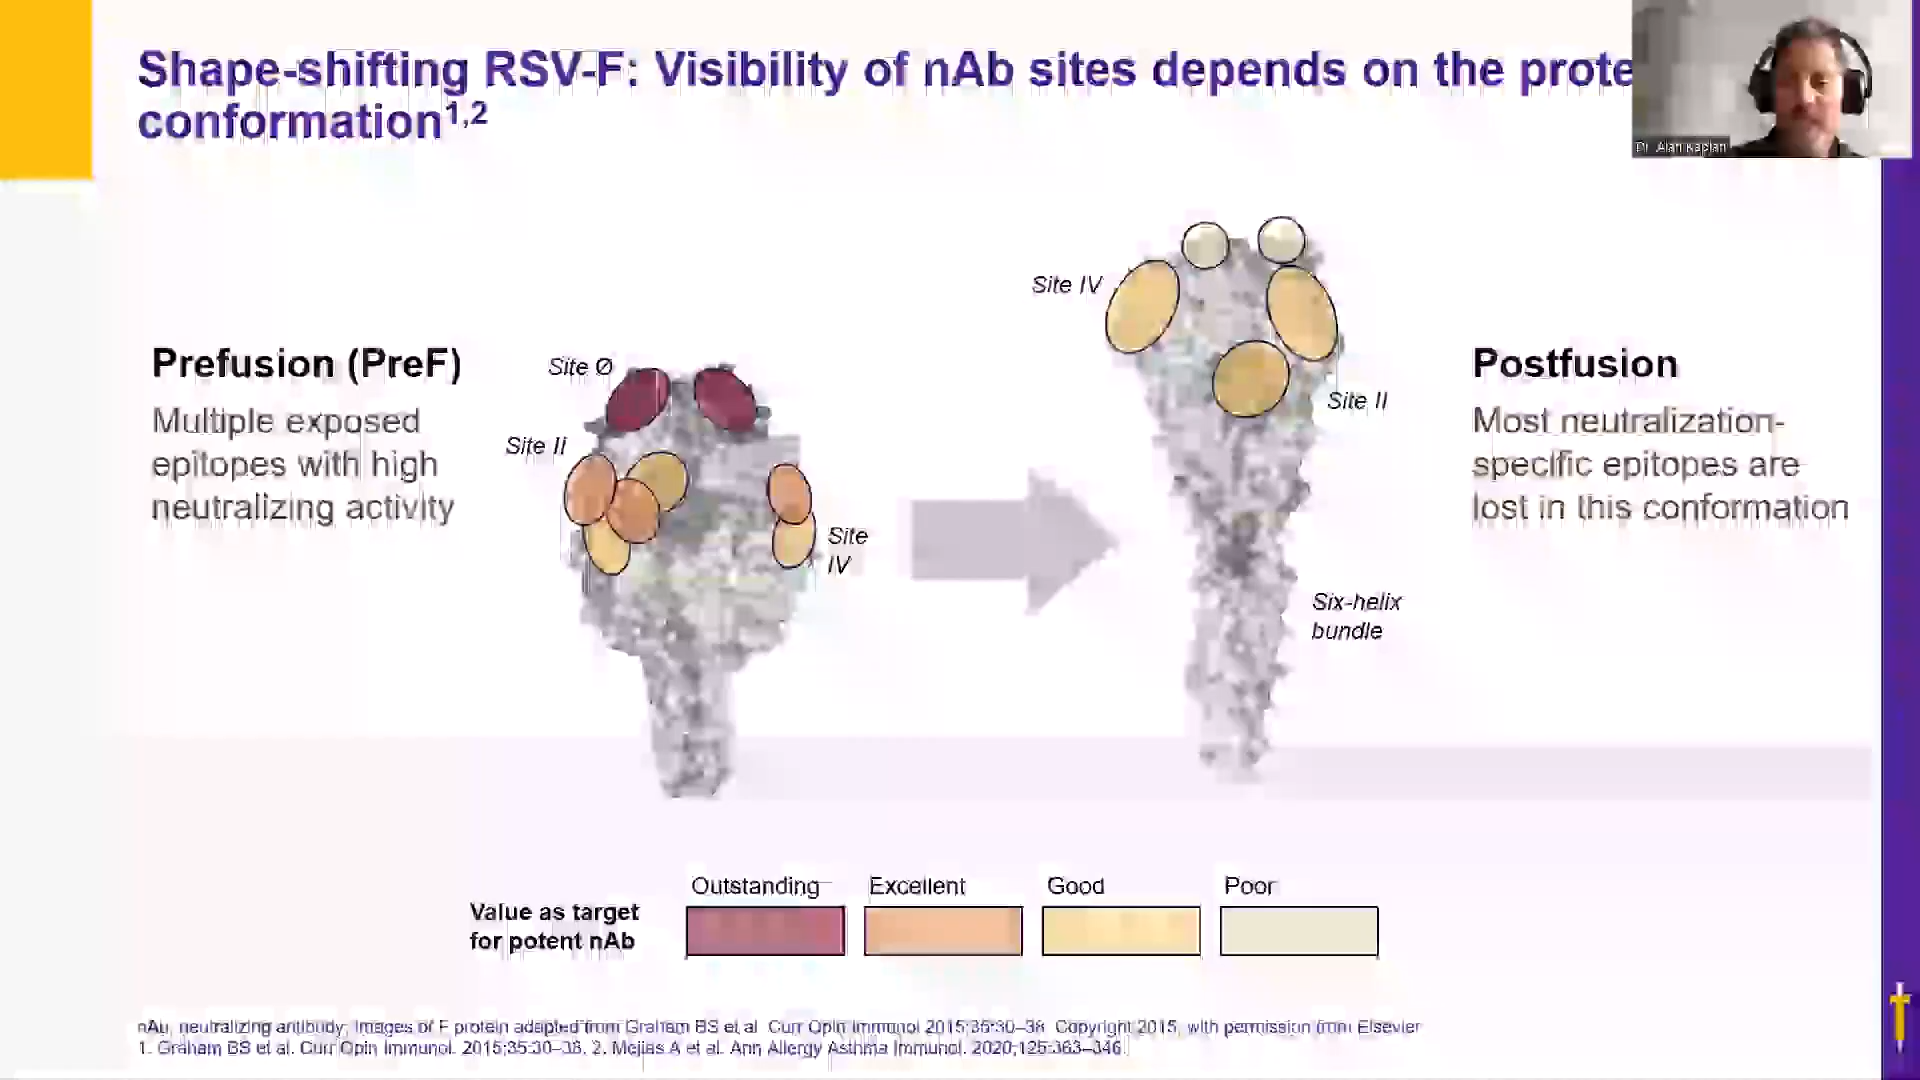 Shape-shifting RSV-F: Visibility of nAb sites depends on the prote
conformation1,2
Dr. Alan Kaplan
Prefusion (PreF)
Multiple exposed
epitopes with high
neutralizing activity
Site Ø
Site II
Site
IV
Site IV
Site II
Six-helix
bundle
Postfusion
Most neutralization-
specific epitopes are
lost in this conformation
Value as target
for potent nAb
Outstanding
Excellent
Good
Poor
nAb, neutralizing antibody; Images of F protein adapted from Graham BS et al. Curr Opin Immunol 2015;35:30–38. Copyright 2015, with permission from Elsevier
1. Graham BS et al. Curr Opin Immunol. 2015;35:30–38. 2. Mejias A et al. Ann Allergy Asthma Immunol. 2020;125:363–346.